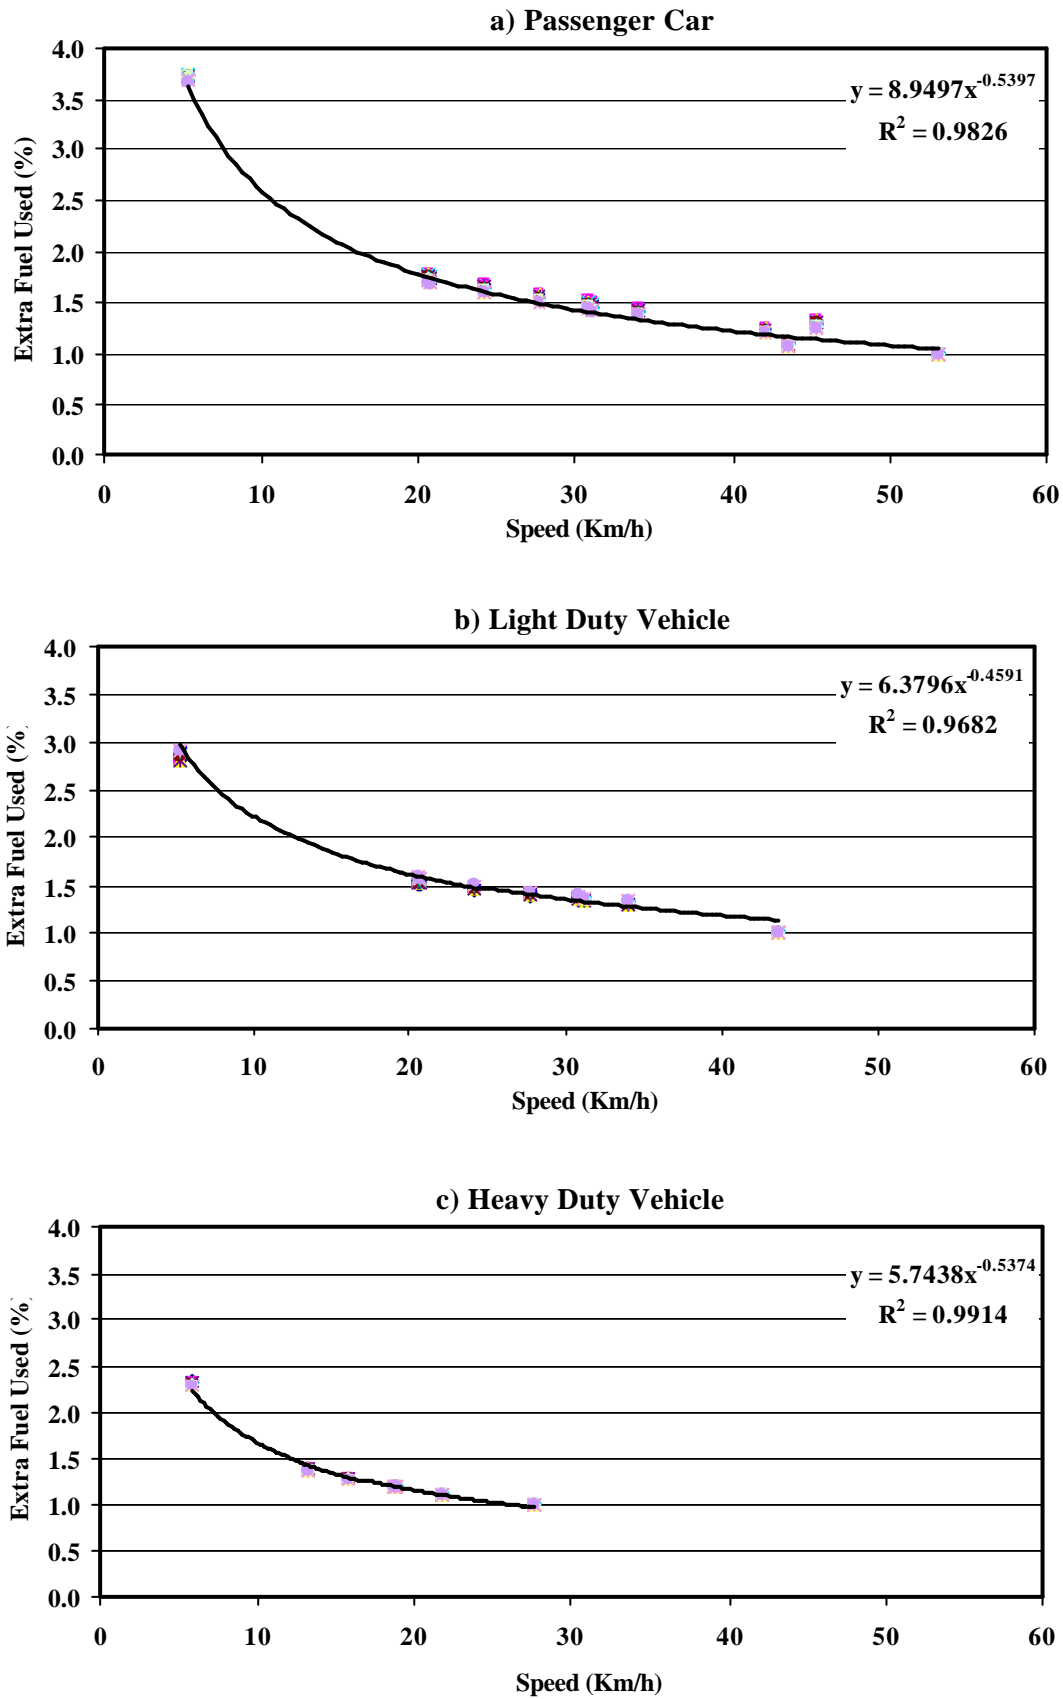 a) Passenger Car
4.0
3.5
3.0
2.5
2.0
1.5
1.0
0.5
0.0
Extra Fuel Used (%)
y = 8.9497x^-0.5397
R^2 = 0.9826
0 10 20 30 40 50 60
Speed (Km/h)
b) Light Duty Vehicle
4.0
3.5
3.0
2.5
2.0
1.5
1.0
0.5
0.0
Extra Fuel Used (%)
y = 6.3796x^-0.4591
R^2 = 0.9682
0 10 20 30 40 50 60
Speed (Km/h)
c) Heavy Duty Vehicle
4.0
3.5
3.0
2.5
2.0
1.5
1.0
0.5
0.0
Extra Fuel Used (%)
y = 5.7438x^-0.5374
R^2 = 0.9914
0 10 20 30 40 50 60
Speed (Km/h)